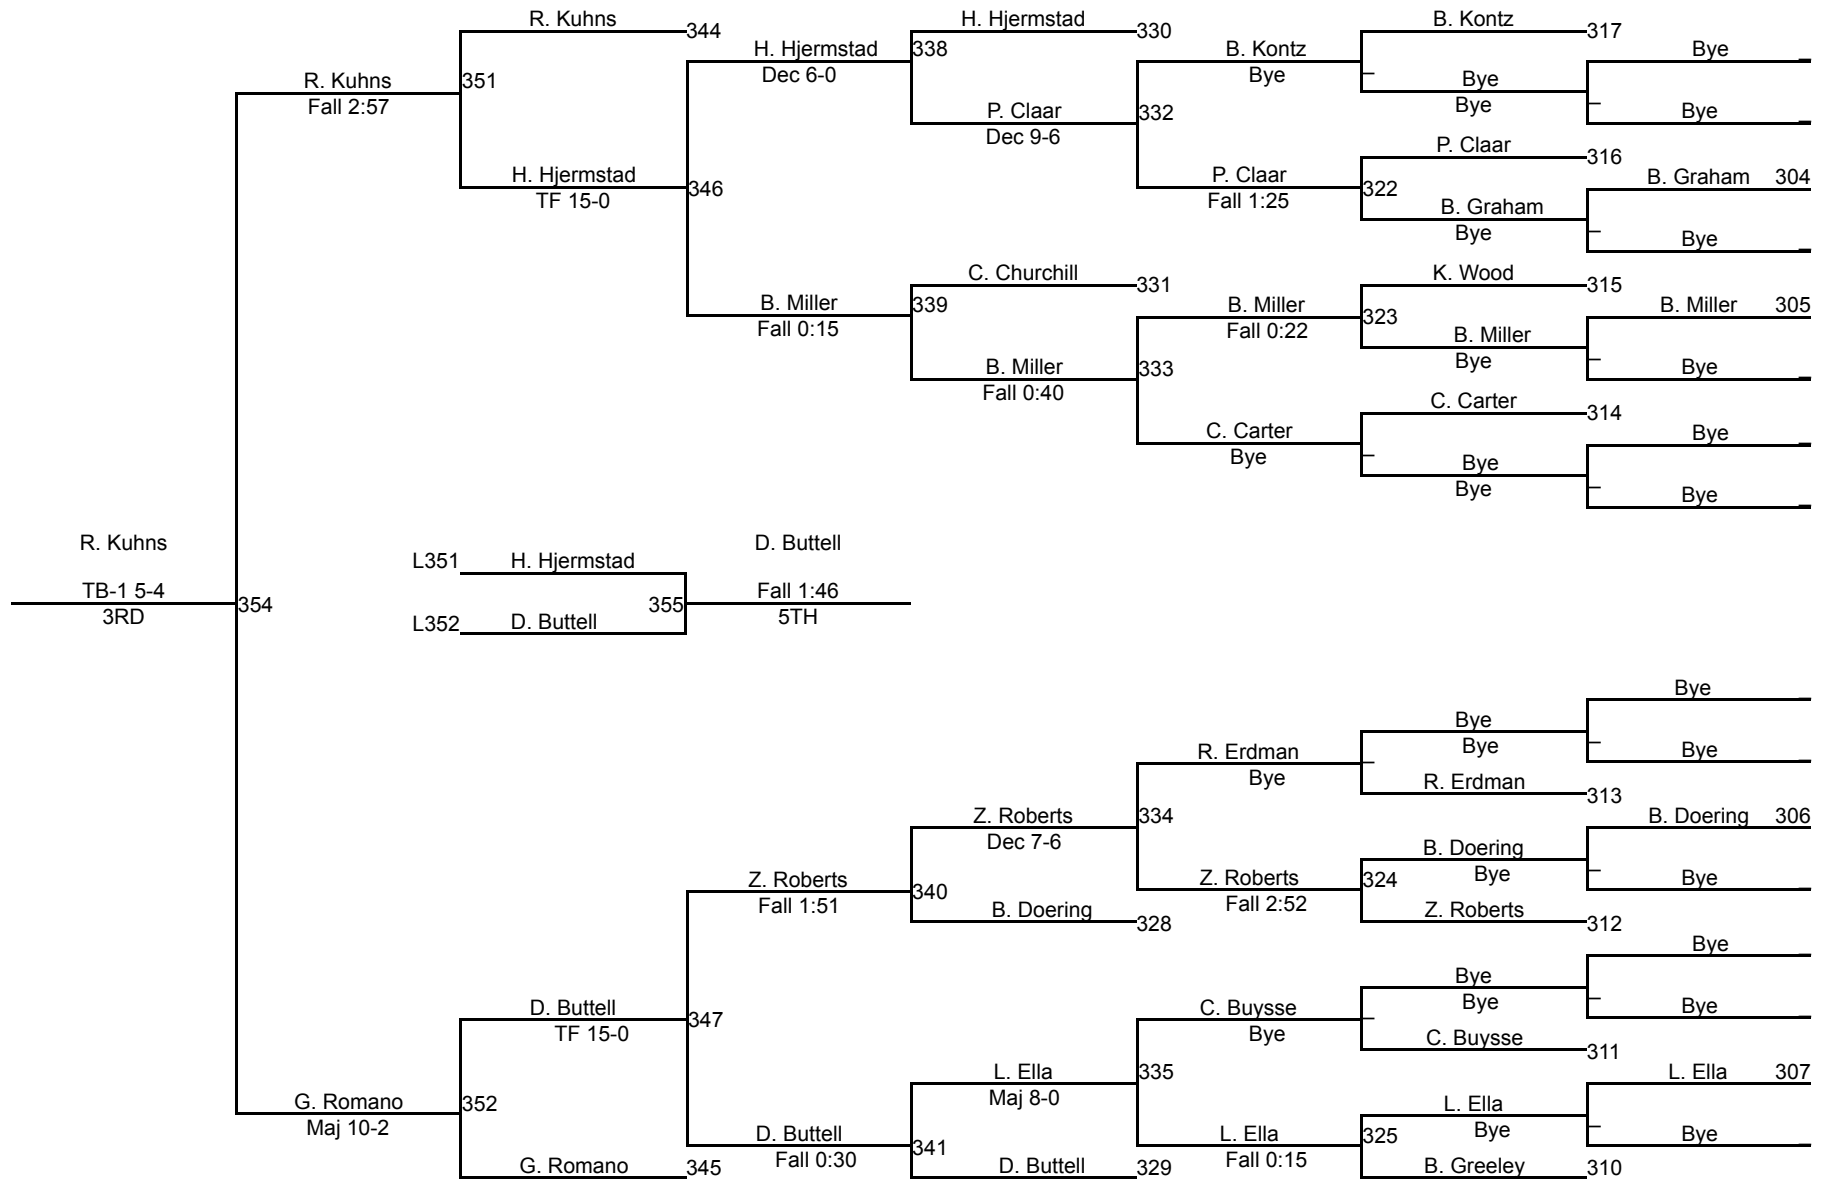 R. Kuhns
344
H. Hjermstad
330
B. Kontz
317
H. Hjermstad
338
B. Kontz
Bye
Dec 6-0
Bye
R. Kuhns
351
Bye
Fall 2:57
Bye
P. Claar
332
Bye
Dec 9-6
P. Claar
316
H. Hjermstad
346
P. Claar
322
B. Graham 304
TF 15-0
Fall 1:25
B. Graham
Bye
Bye
C. Churchill
331
K. Wood
315
B. Miller
339
B. Miller
323
B. Miller 305
Fall 0:15
Fall 0:22
B. Miller
Bye
B. Miller
333
Bye
Fall 0:40
C. Carter
314
C. Carter
Bye
Bye
Bye
Bye
Bye
R. Kuhns
D. Buttell
L351
H. Hjermstad
TB-1 5-4
354
355
Fall 1:46
3RD
5TH
L352
D. Buttell
Bye
Bye
Bye
R. Erdman
Bye
Bye
R. Erdman
313
Z. Roberts
334
B. Doering 306
Dec 7-6
B. Doering
Bye
Z. Roberts
340
Z. Roberts
324
Bye
Fall 1:51
Fall 2:52
B. Doering
328
Z. Roberts
312
Bye
Bye
Bye
D. Buttell
347
C. Buysse
Bye
TF 15-0
Bye
C. Buysse
311
L. Ella
335
L. Ella 307
Maj 8-0
G. Romano
352
L. Ella
Bye
Maj 10-2
D. Buttell
341
L. Ella
325
Bye
Fall 0:30
Fall 0:15
G. Romano
345
D. Buttell
329
B. Greeley
310